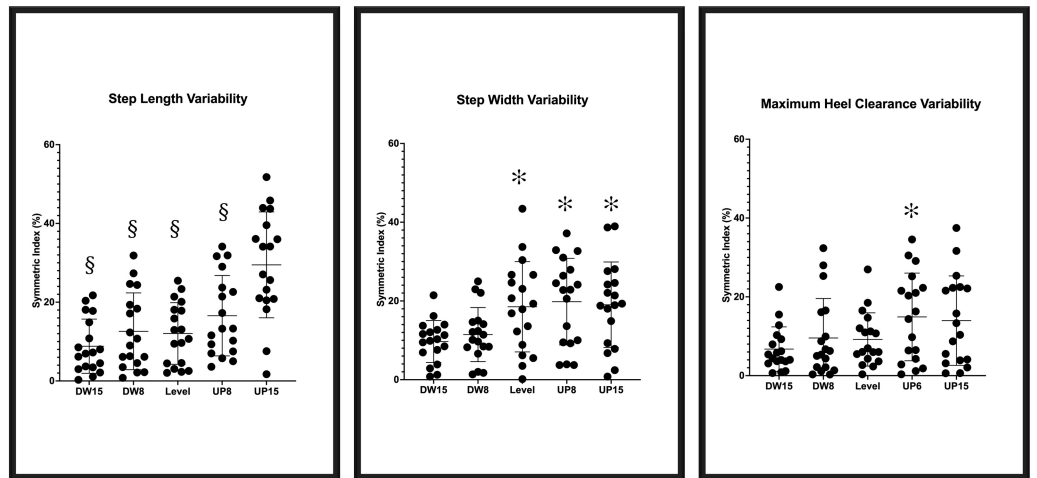 Step Length Variability
60
§
§
§
§
40
Symmetric Index (%)
20
0
DW15 DW8 Level UP8 UP15
Step Width Variability
60
*
*
*
40
Symmetric Index (%)
20
0
DW15 DW8 Level UP8 UP15
Maximum Heel Clearance Variability
60
*
40
Symmetric Index (%)
20
0
DW15 DW8 Level UP6 UP15